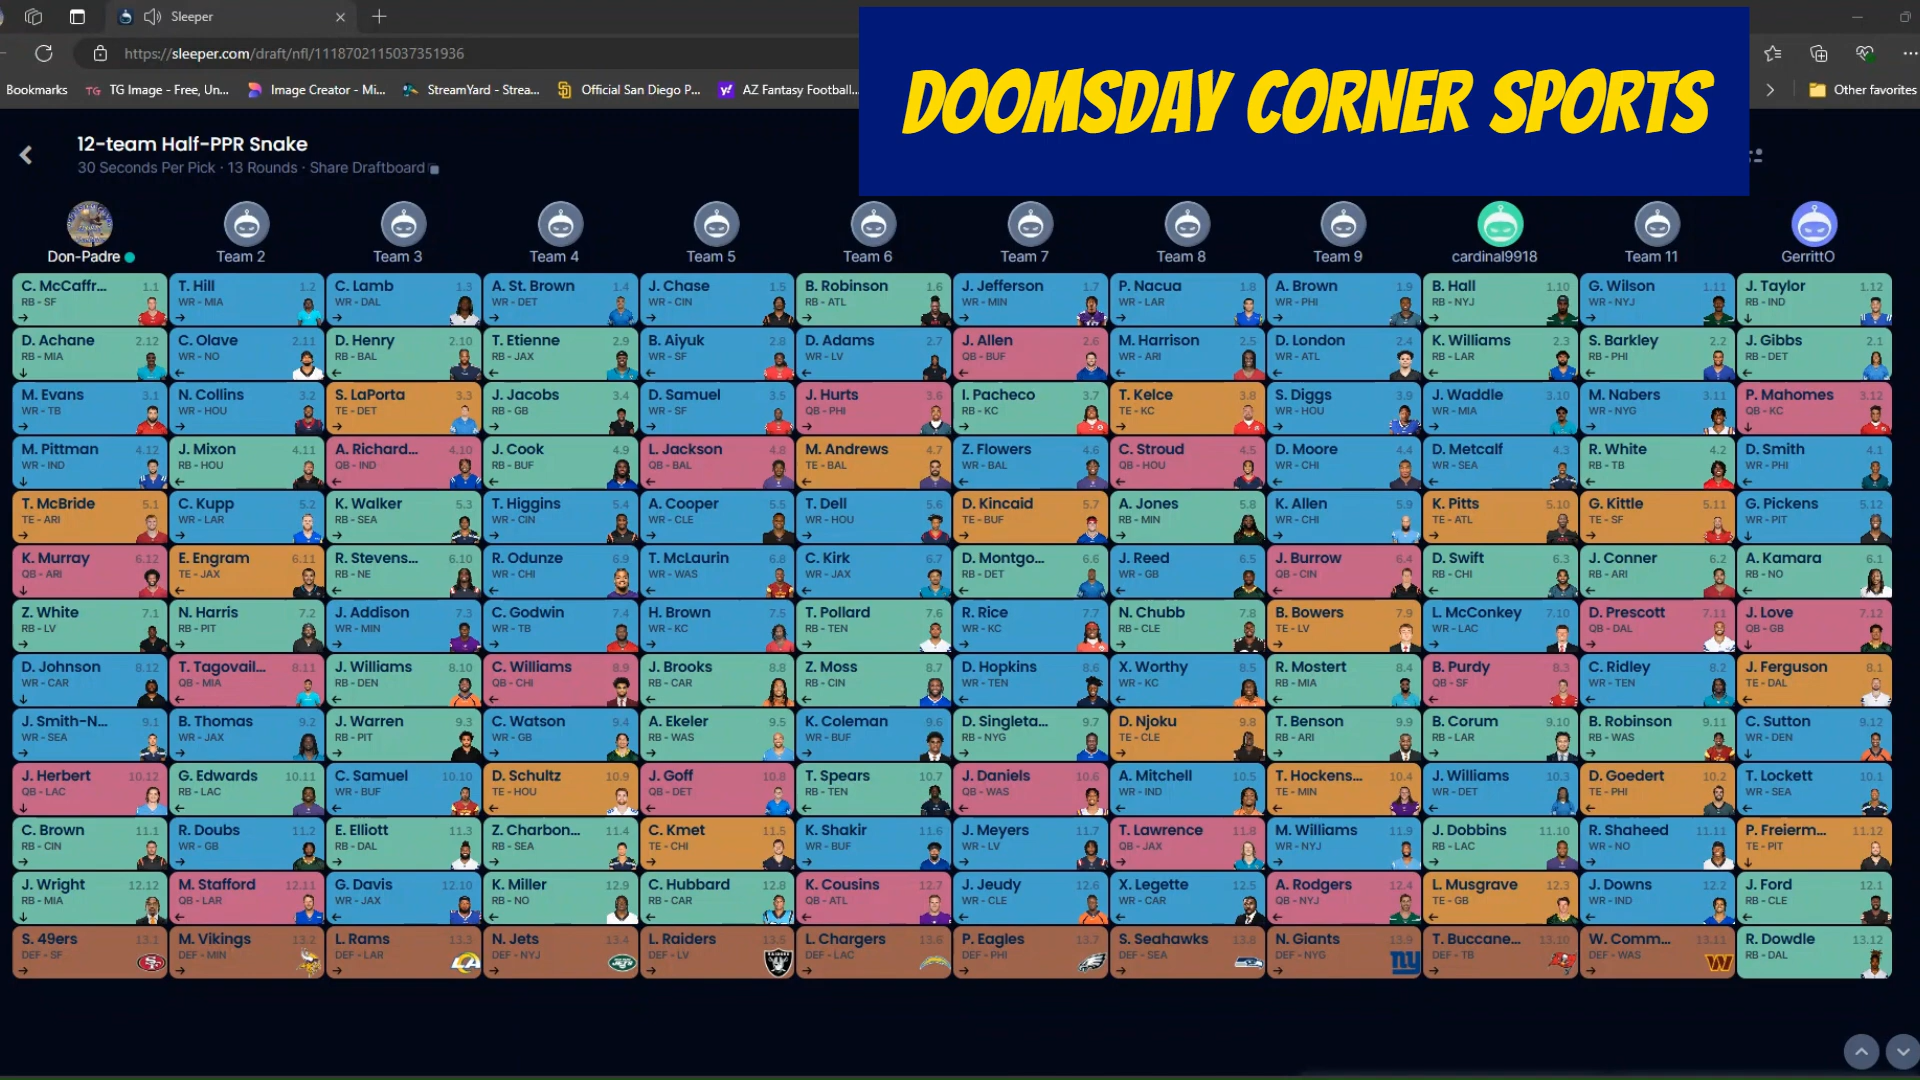 Sleeper
https://sleeper.com/draft/nfl/1118702115037351936
Bookmarks TG TG Image - Free, Un... Image Creator - Mi... StreamYard - Strea... Official San Diego P... AZ Fantasy Football... Other favorites
DOOMSDAY CORNER SPORTS
12-team Half-PPR Snake
30 Seconds Per Pick · 13 Rounds · Share Draftboard
Don-Padre Team 2 Team 3 Team 4 Team 5 Team 6 Team 7 Team 8 Team 9 cardinal9918 Team 11 GerrittO
C. McCaffr... 1.1 T. Hill 1.2 C. Lamb 1.3 A. St. Brown 1.4 J. Chase 1.5 B. Robinson 1.6 J. Jefferson 1.7 P. Nacua 1.8 A. Brown 1.9 B. Hall 1.10 G. Wilson 1.11 J. Taylor 1.12
RB - SF WR - MIA WR - DAL WR - DET WR - CIN RB - ATL WR - MIN WR - LAR WR - PHI RB - NYJ WR - NYJ RB - IND
D. Achane 2.12 C. Olave 2.11 D. Henry 2.10 T. Etienne 2.9 B. Aiyuk 2.8 D. Adams 2.7 J. Allen 2.6 M. Harrison 2.5 D. London 2.4 K. Williams 2.3 S. Barkley 2.2 J. Gibbs 2.1
RB - MIA WR - NO RB - BAL RB - JAX WR - SF WR - LV QB - BUF WR - ARI WR - ATL RB - LAR RB - PHI RB - DET
M. Evans 3.1 N. Collins 3.2 S. LaPorta 3.3 J. Jacobs 3.4 D. Samuel 3.5 J. Hurts 3.6 I. Pacheco 3.7 T. Kelce 3.8 S. Diggs 3.9 J. Waddle 3.10 M. Nabers 3.11 P. Mahomes 3.12
WR - TB WR - HOU TE - DET RB - GB WR - SF QB - PHI RB - KC TE - KC WR - HOU WR - MIA WR - NYG QB - KC
M. Pittman 4.12 J. Mixon 4.11 A. Richard... 4.10 J. Cook 4.9 L. Jackson 4.8 M. Andrews 4.7 Z. Flowers 4.6 C. Stroud 4.5 D. Moore 4.4 D. Metcalf 4.3 R. White 4.2 D. Smith 4.1
WR - IND RB - HOU QB - IND RB - BUF QB - BAL TE - BAL WR - BAL QB - HOU WR - CHI WR - SEA RB - TB WR - PHI
T. McBride 5.1 C. Kupp 5.2 K. Walker 5.3 T. Higgins 5.4 A. Cooper 5.5 T. Dell 5.6 D. Kincaid 5.7 A. Jones 5.8 K. Allen 5.9 K. Pitts 5.10 G. Kittle 5.11 G. Pickens 5.12
TE - ARI WR - LAR RB - SEA WR - CIN WR - CLE WR - HOU TE - BUF RB - MIN WR - CHI TE - ATL TE - SF WR - PIT
K. Murray 6.12 E. Engram 6.11 R. Stevens... 6.10 R. Odunze 6.9 T. McLaurin 6.8 C. Kirk 6.7 D. Montgo... 6.6 J. Reed 6.5 J. Burrow 6.4 D. Swift 6.3 J. Conner 6.2 A. Kamara 6.1
QB - ARI TE - JAX RB - NE WR - CHI WR - WAS WR - JAX RB - DET WR - GB QB - CIN RB - CHI RB - ARI RB - NO
Z. White 7.1 N. Harris 7.2 J. Addison 7.3 C. Godwin 7.4 H. Brown 7.5 T. Pollard 7.6 R. Rice 7.7 N. Chubb 7.8 B. Bowers 7.9 L. McConkey 7.10 D. Prescott 7.11 J. Love 7.12
RB - LV RB - PIT WR - MIN WR - TB WR - KC RB - TEN WR - KC RB - CLE TE - LV WR - LAC QB - DAL QB - GB
D. Johnson 8.12 T. Tagovail... 8.11 J. Williams 8.10 C. Williams 8.9 J. Brooks 8.8 Z. Moss 8.7 D. Hopkins 8.6 X. Worthy 8.5 R. Mostert 8.4 B. Purdy 8.3 C. Ridley 8.2 J. Ferguson 8.1
WR - CAR QB - MIA RB - DEN QB - CHI RB - CAR RB - CIN WR - TEN WR - KC RB - MIA QB - SF WR - TEN TE - DAL
J. Smith-N... 9.1 B. Thomas 9.2 J. Warren 9.3 C. Watson 9.4 A. Ekeler 9.5 K. Coleman 9.6 D. Singleta... 9.7 D. Njoku 9.8 T. Benson 9.9 B. Corum 9.10 B. Robinson 9.11 C. Sutton 9.12
WR - SEA WR - JAX RB - PIT WR - GB RB - WAS WR - BUF RB - NYG TE - CLE RB - ARI RB - LAR RB - WAS WR - DEN
J. Herbert 10.12 G. Edwards 10.11 C. Samuel 10.10 D. Schultz 10.9 J. Goff 10.8 T. Spears 10.7 J. Daniels 10.6 A. Mitchell 10.5 T. Hockens... 10.4 J. Williams 10.3 D. Goedert 10.2 T. Lockett 10.1
QB - LAC RB - LAC WR - BUF TE - HOU QB - DET RB - TEN QB - WAS WR - IND TE - MIN WR - DET TE - PHI WR - SEA
C. Brown 11.1 R. Doubs 11.2 E. Elliott 11.3 Z. Charbon... 11.4 C. Kmet 11.5 K. Shakir 11.6 J. Meyers 11.7 T. Lawrence 11.8 M. Williams 11.9 J. Dobbins 11.10 R. Shaheed 11.11 P. Freierm... 11.12
RB - CIN WR - GB RB - DAL RB - SEA TE - CHI WR - BUF WR - LV QB - JAX WR - NYJ RB - LAC WR - NO TE - PIT
J. Wright 12.12 M. Stafford 12.11 G. Davis 12.10 K. Miller 12.9 C. Hubbard 12.8 K. Cousins 12.7 J. Jeudy 12.6 X. Legette 12.5 A. Rodgers 12.4 L. Musgrave 12.3 J. Downs 12.2 J. Ford 12.1
RB - MIA QB - LAR WR - JAX RB - NO RB - CAR QB - ATL WR - CLE WR - CAR QB - NYJ TE - GB WR - IND RB - CLE
S. 49ers 13.1 M. Vikings 13.2 L. Rams 13.3 N. Jets 13.4 L. Raiders 13.5 L. Chargers 13.6 P. Eagles 13.7 S. Seahawks 13.8 N. Giants 13.9 T. Buccane... 13.10 W. Comm... 13.11 R. Dowdle 13.12
DEF - SF DEF - MIN DEF - LAR DEF - NYJ DEF - LV DEF - LAC DEF - PHI DEF - SEA DEF - NYG DEF - TB DEF - WAS RB - DAL